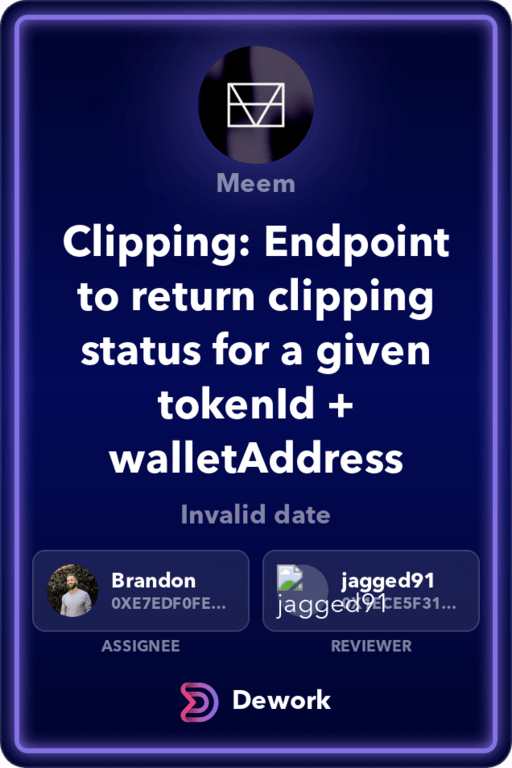 Meem
Clipping: Endpoint
to return clipping
status for a given
tokenId +
walletAddress
Invalid date
Brandon
0XE7EDF0FE...
jagged91
jagged91
ASSIGNEE
REVIEWER
Dework